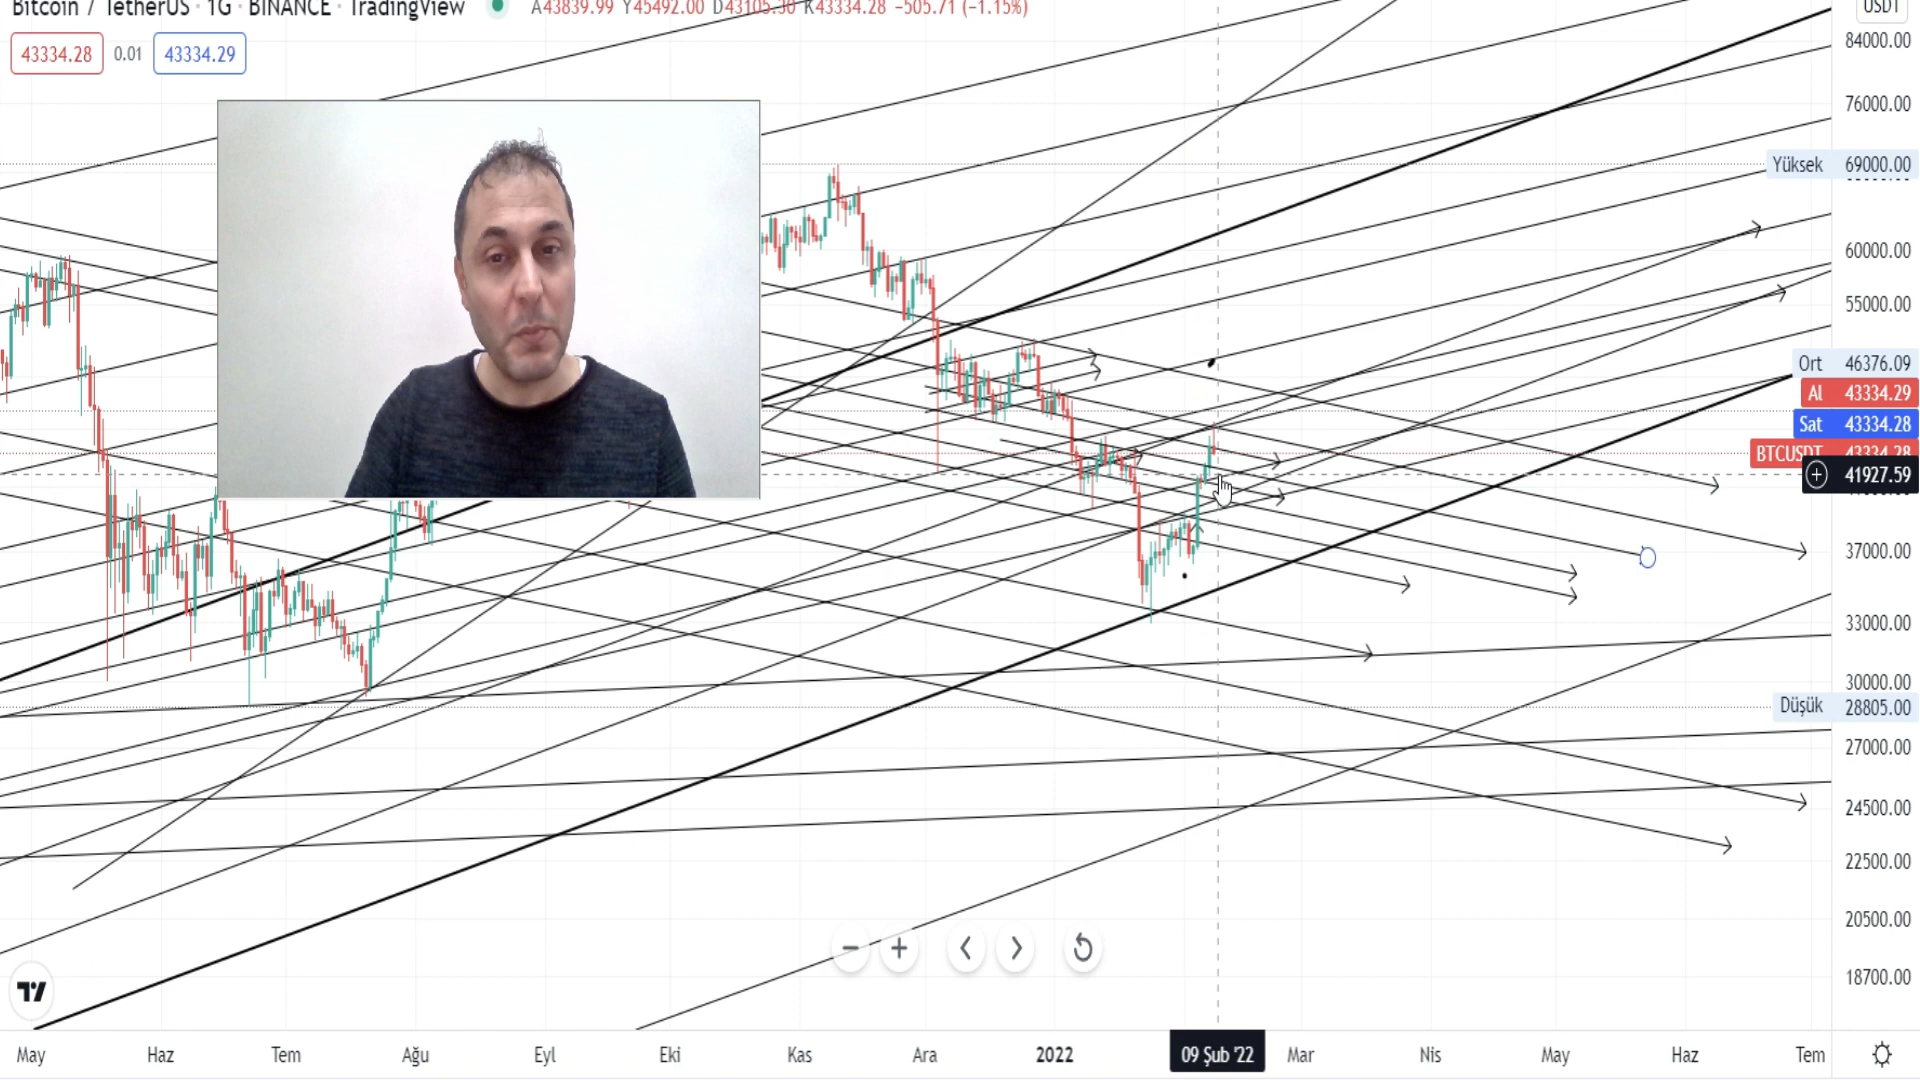 Bitcoin / TetherUS · 1G · BINANCE · TradingView A43839.99 Y45492.00 D43105.30 K43334.28 −505.71 (−1.15%)
USDT
43334.28 0.01 43334.29
84000.00
76000.00
Yüksek 69000.00
60000.00
55000.00
Ort 46376.09
Al 43334.29
Sat 43334.28
BTCUSDT 43334.28
41927.59
37000.00
33000.00
30000.00
Düşük 28805.00
27000.00
24500.00
22500.00
20500.00
18700.00
May Haz Tem Ağu Eyl Eki Kas Ara 2022 09 Şub '22 Mar Nis May Haz Tem